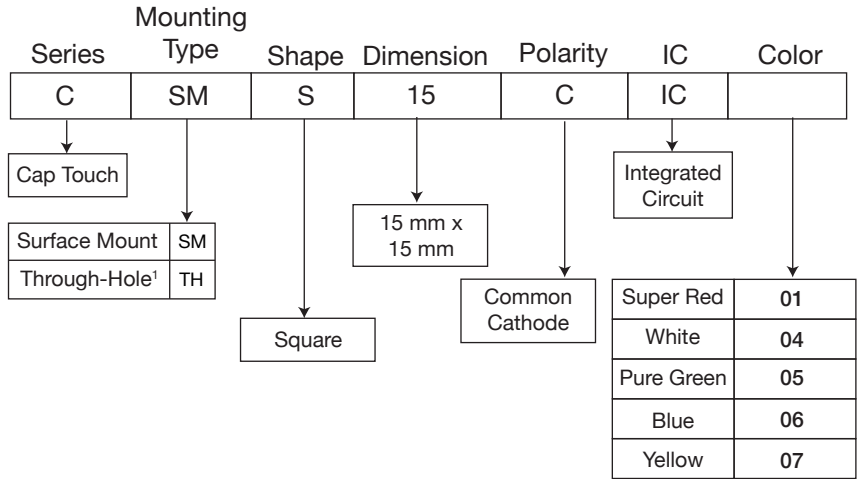 Series Mounting Type Shape Dimension Polarity IC Color
C SM S 15 C IC
Cap Touch
Surface Mount SM
Through-Hole¹ TH
Square
15 mm x
15 mm
Common
Cathode
Integrated
Circuit
Super Red 01
White 04
Pure Green 05
Blue 06
Yellow 07